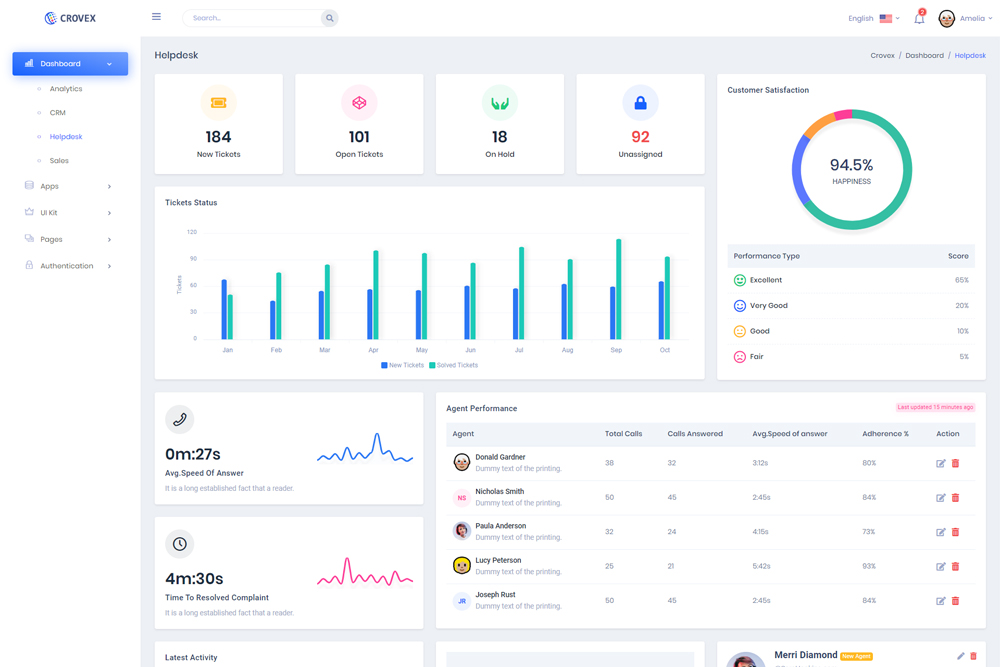 CROVEX
Search...
English
2
Amelia
Dashboard
Analytics
CRM
Helpdesk
Sales
Apps
UI Kit
Pages
Authentication
Helpdesk
Crovex / Dashboard / Helpdesk
184
New Tickets
101
Open Tickets
18
On Hold
92
Unassigned
Customer Satisfaction
94.5%
HAPPINESS
Performance Type Score
Excellent 65%
Very Good 20%
Good 10%
Fair 5%
Tickets Status
120
90
60
30
0
Tickets
Jan Feb Mar Apr May Jun Jul Aug Sep Oct
New Tickets Solved Tickets
0m:27s
Avg.Speed Of Answer
It is a long established fact that a reader.
4m:30s
Time To Resolved Complaint
It is a long established fact that a reader.
Agent Performance
Last updated 15 minutes ago
Agent Total Calls Calls Answered Avg.Speed of answer Adherence % Action
Donald Gardner
Dummy text of the printing.
38 32 3:12s 80%
NS
Nicholas Smith
Dummy text of the printing.
50 45 2:45s 84%
Paula Anderson
Dummy text of the printing.
32 24 4:15s 73%
Lucy Peterson
Dummy text of the printing.
25 21 5:42s 93%
JR
Joseph Rust
Dummy text of the printing.
50 45 2:45s 84%
Latest Activity
Merri Diamond New Agent